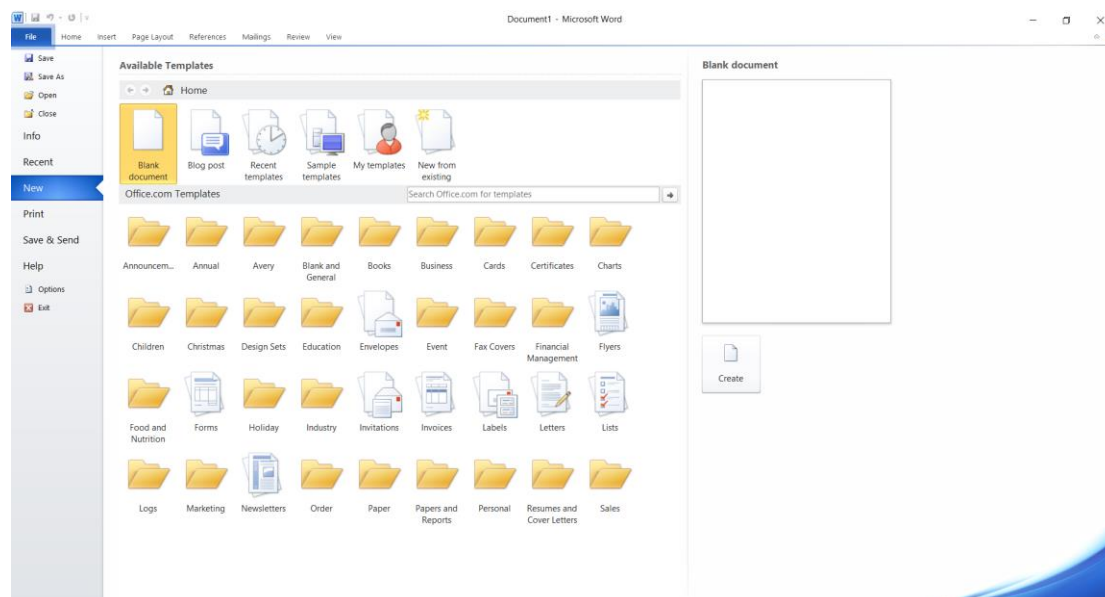 Document1 - Microsoft Word
File Home Insert Page Layout References Mailings Review View
Save
Save As
Open
Close
Info
Recent
New
Print
Save & Send
Help
Options
Exit
Available Templates
Home
Blank document
Blog post
Recent templates
Sample templates
My templates
New from existing
Office.com Templates
Search Office.com for templates
Announcem...
Annual
Avery
Blank and General
Books
Business
Cards
Certificates
Charts
Children
Christmas
Design Sets
Education
Envelopes
Event
Fax Covers
Financial Management
Flyers
Food and Nutrition
Forms
Holiday
Industry
Invitations
Invoices
Labels
Letters
Lists
Logs
Marketing
Newsletters
Order
Paper
Papers and Reports
Personal
Resumes and Cover Letters
Sales
Blank document
Create